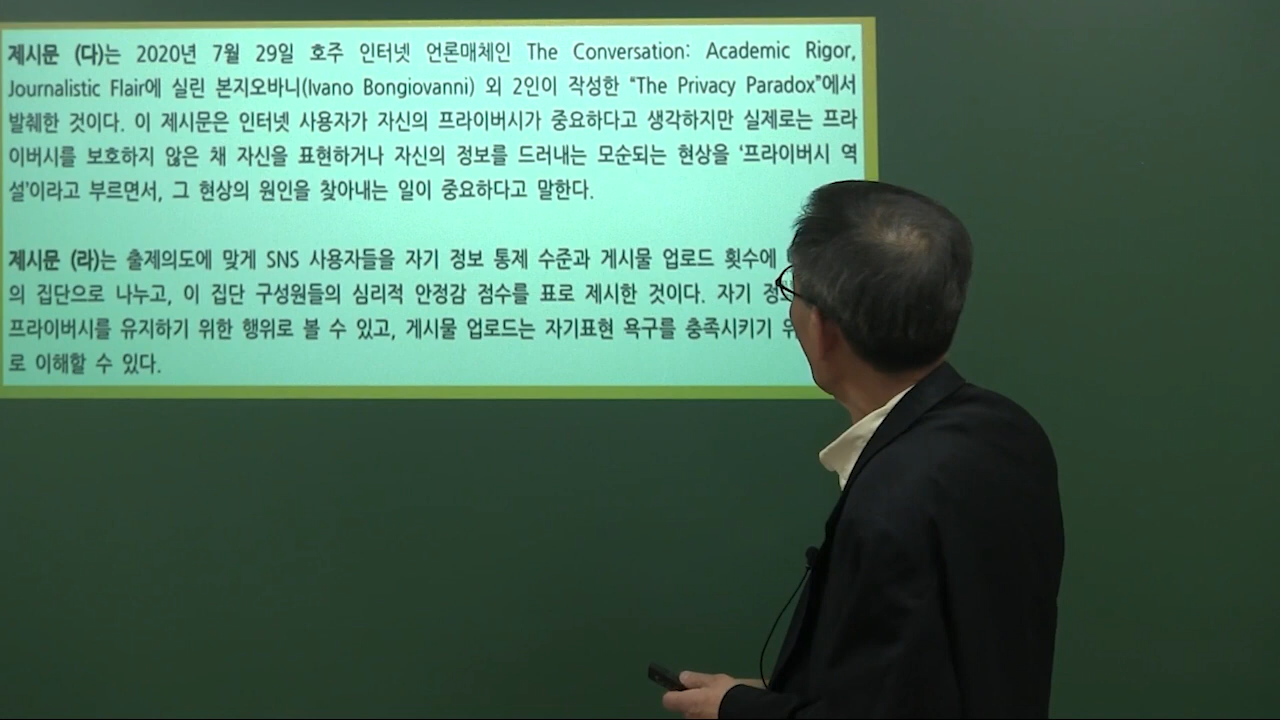 제시문 (다)는 2020년 7월 29일 호주 인터넷 언론매체인 The Conversation: Academic Rigor,
Journalistic Flair에 실린 본지오바니(Ivano Bongiovanni) 외 2인이 작성한 “The Privacy Paradox”에서
발췌한 것이다. 이 제시문은 인터넷 사용자가 자신의 프라이버시가 중요하다고 생각하지만 실제로는 프라
이버시를 보호하지 않은 채 자신을 표현하거나 자신의 정보를 드러내는 모순되는 현상을 ‘프라이버시 역
설’이라고 부르면서, 그 현상의 원인을 찾아내는 일이 중요하다고 말한다.
제시문 (라)는 출제의도에 맞게 SNS 사용자들을 자기 정보 통제 수준과 게시물 업로드 횟수에
의 집단으로 나누고, 이 집단 구성원들의 심리적 안정감 점수를 표로 제시한 것이다. 자기
프라이버시를 유지하기 위한 행위로 볼 수 있고, 게시물 업로드는 자기표현 욕구를 충족시키기
로 이해할 수 있다.